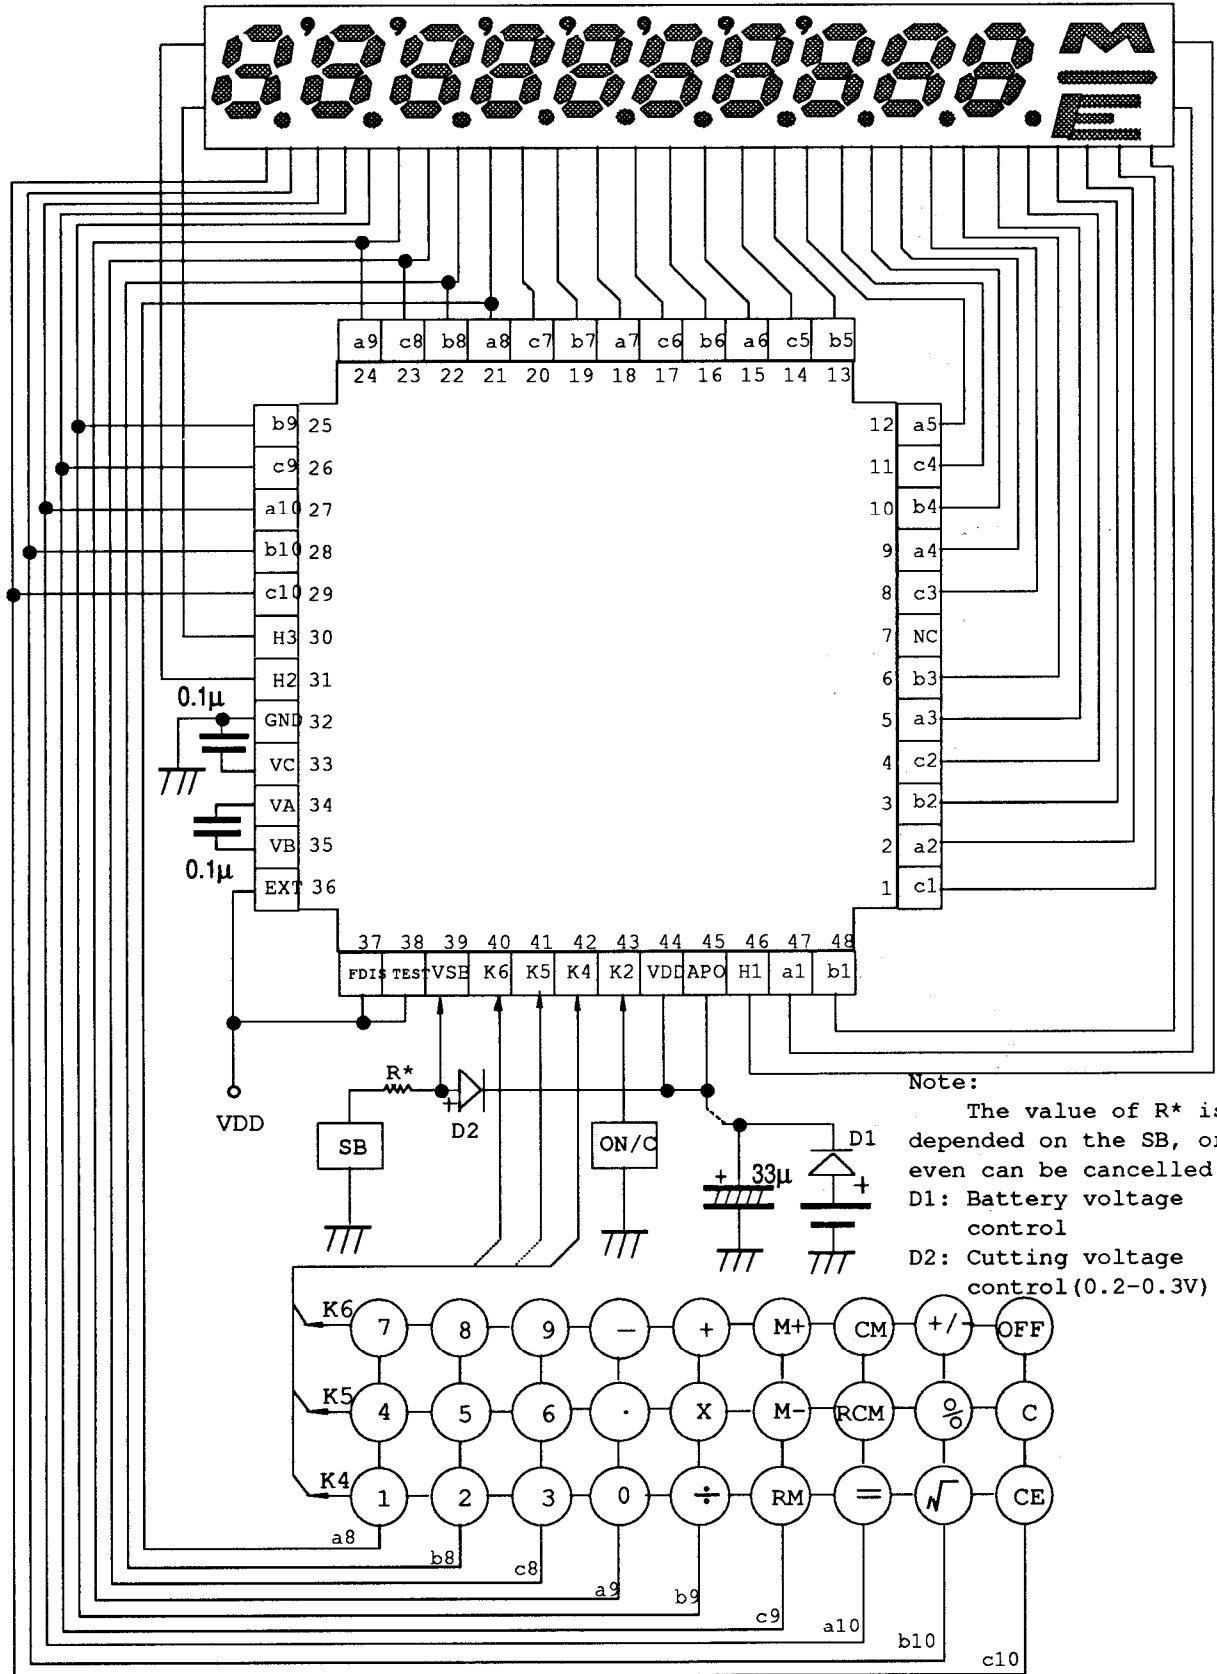 M
E
a9 c8 b8 a8 c7 b7 a7 c6 b6 a6 c5 b5
24 23 22 21 20 19 18 17 16 15 14 13
b9 25
c9 26
a10 27
b10 28
c10 29
H3 30
H2 31
0.1μ
GND 32
VC 33
VA 34
VB 35
0.1μ
EXT 36
12 a5
11 c4
10 b4
9 a4
8 c3
7 NC
6 b3
5 a3
4 c2
3 b2
2 a2
1 c1
37 38 39 40 41 42 43 44 45 46 47 48
FDIS TEST VSB K6 K5 K4 K2 VDD APO H1 a1 b1
VDD
R*
D2
SB
ON/C
33μ
D1
Note:
The value of R* is
depended on the SB, or
even can be cancelled
D1: Battery voltage
control
D2: Cutting voltage
control(0.2-0.3V)
K6 7 8 9 — + M+ CM +/- OFF
K5 4 5 6 · X M- RCM % C
K4 1 2 3 0 ÷ RM = √ CE
a8
b8
c8
a9
b9
c9
a10
b10
c10